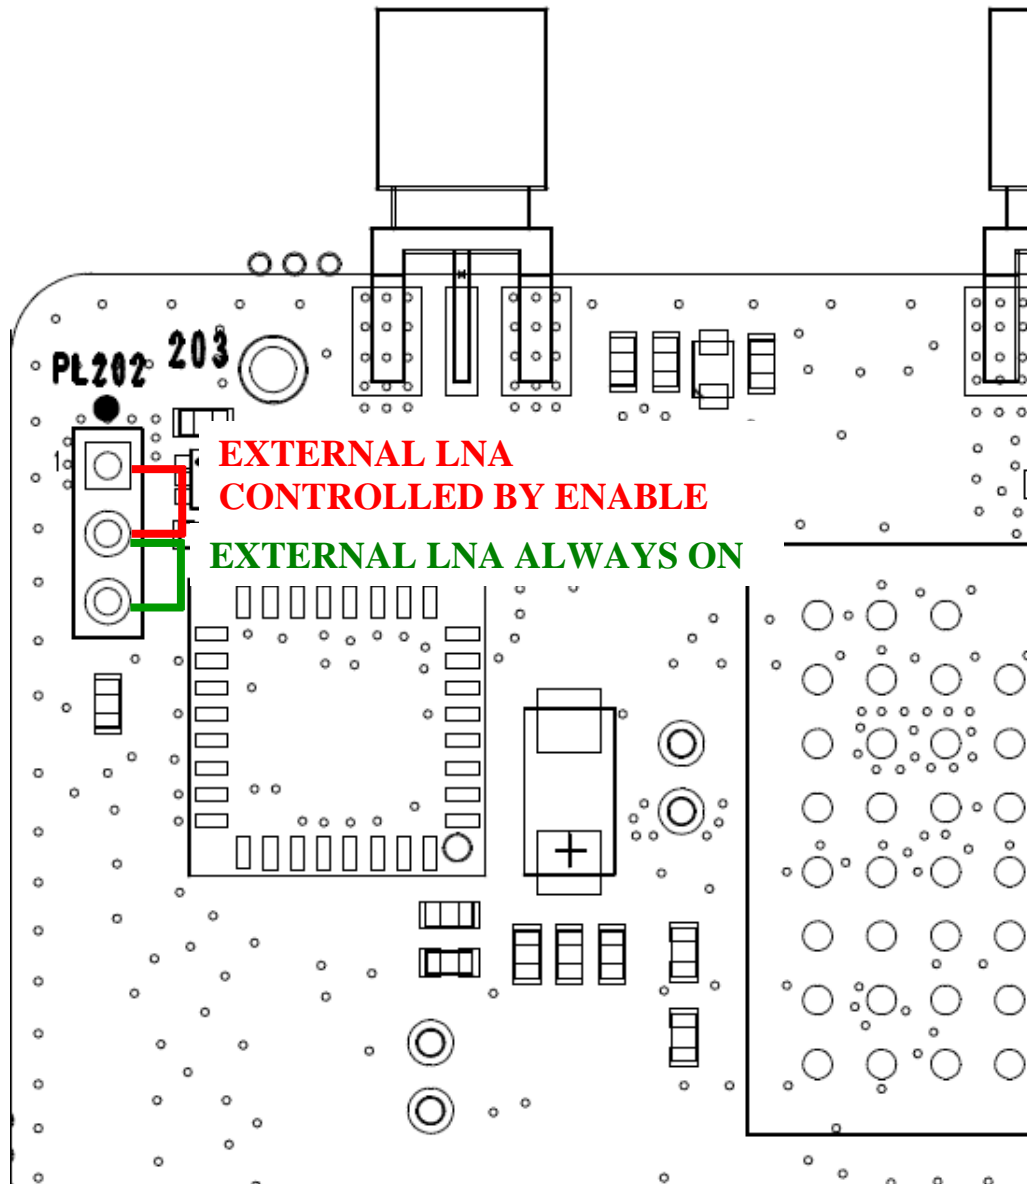 203
PL202
1
EXTERNAL LNA
CONTROLLED BY ENABLE
EXTERNAL LNA ALWAYS ON